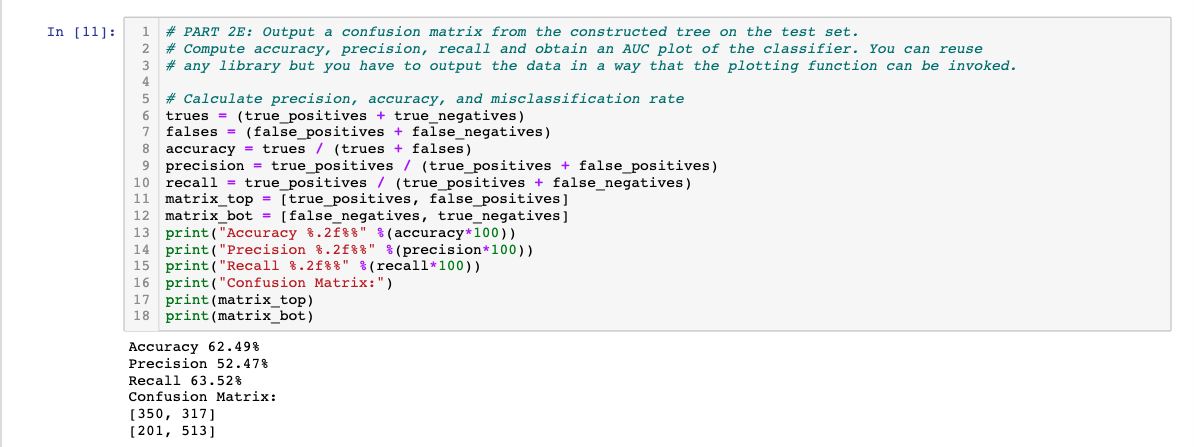 In [11]:
1 # PART 2E: Output a confusion matrix from the constructed tree on the test set.
2 # Compute accuracy, precision, recall and obtain an AUC plot of the classifier. You can reuse
3 # any library but you have to output the data in a way that the plotting function can be invoked.
4
5 # Calculate precision, accuracy, and misclassification rate
6 trues = (true_positives + true_negatives)
7 falses = (false_positives + false_negatives)
8 accuracy = trues / (trues + falses)
9 precision = true_positives / (true_positives + false_positives)
10 recall = true_positives / (true_positives + false_negatives)
11 matrix_top = [true_positives, false_positives]
12 matrix_bot = [false_negatives, true_negatives]
13 print("Accuracy %.2f%%" %(accuracy*100))
14 print("Precision %.2f%%" %(precision*100))
15 print("Recall %.2f%%" %(recall*100))
16 print("Confusion Matrix:")
17 print(matrix_top)
18 print(matrix_bot)
Accuracy 62.49%
Precision 52.47%
Recall 63.52%
Confusion Matrix:
[350, 317]
[201, 513]